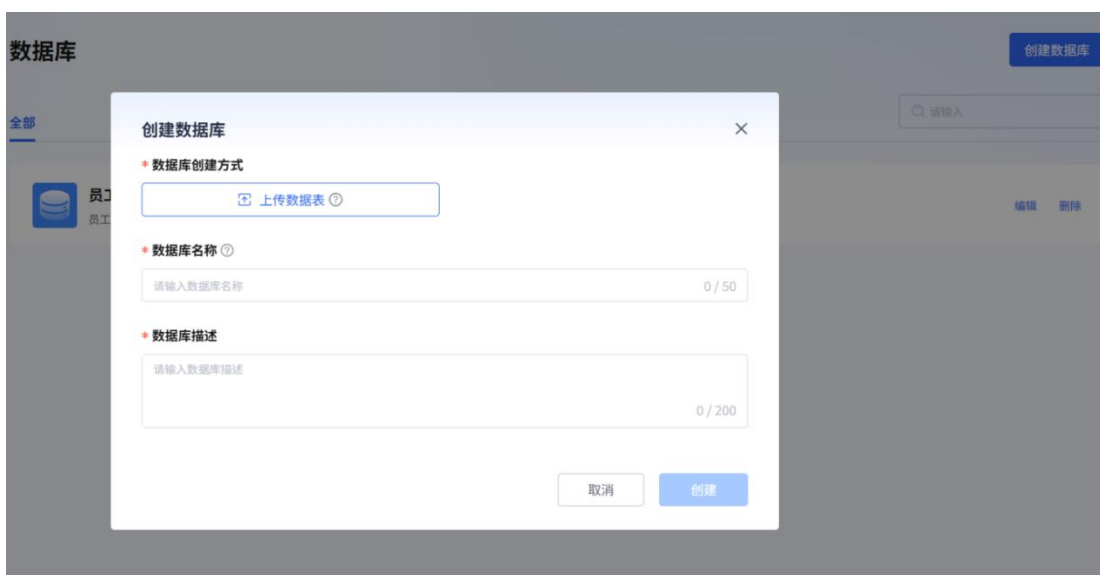 数据库
创建数据库
全部
请输入
创建数据库
* 数据库创建方式
上传数据表
员工
员工
编辑 删除
* 数据库名称
请输入数据库名称
0 / 50
* 数据库描述
请输入数据库描述
0 / 200
取消
创建